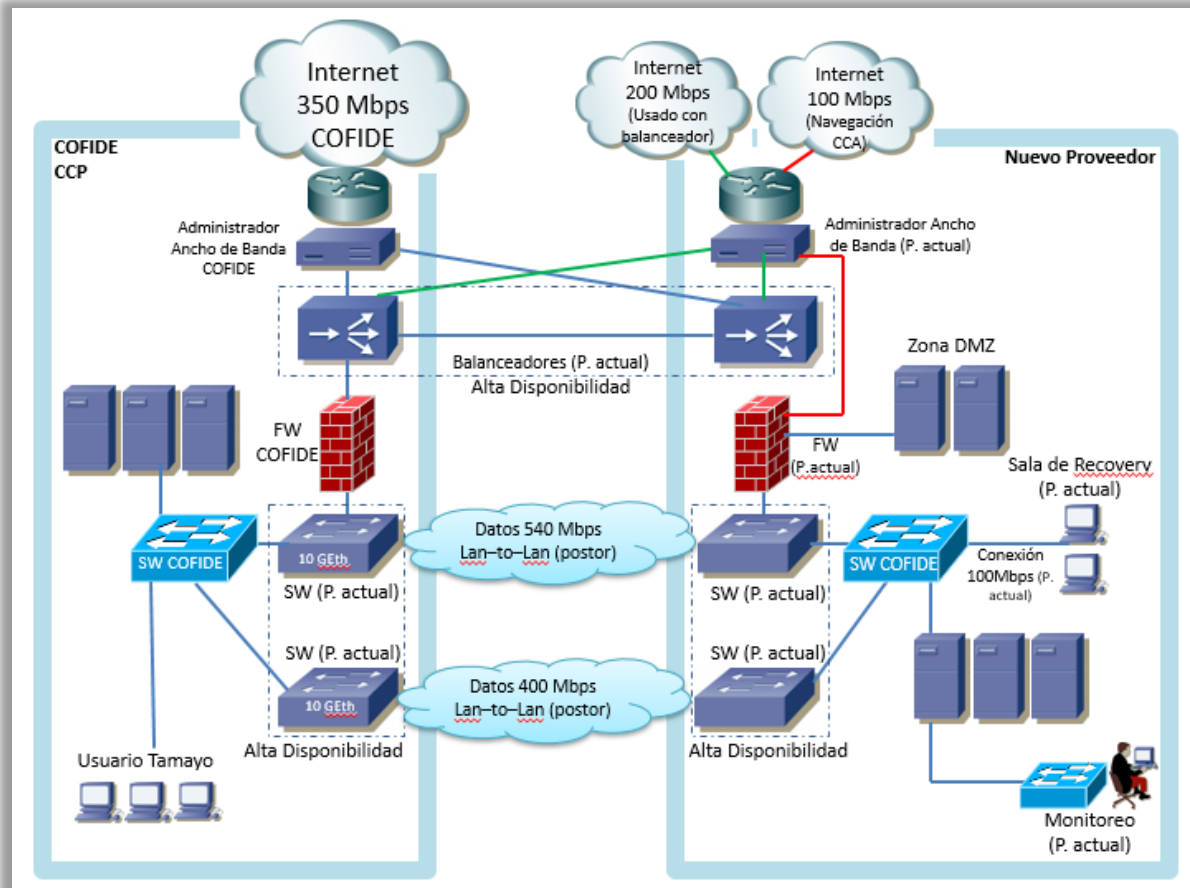 Internet
350 Mbps
COFIDE
Internet
200 Mbps
(Usado con
balanceador)
Internet
100 Mbps
(Navegación
CCA)
COFIDE
CCP
Nuevo Proveedor
Administrador
Ancho de Banda
COFIDE
Administrador Ancho
de Banda (P. actual)
Balanceadores (P. actual)
Alta Disponibilidad
Zona DMZ
FW
COFIDE
FW
(P.actual)
Sala de Recovery
(P. actual)
Datos 540 Mbps
Lan–to–Lan (postor)
SW COFIDE
10 GEth
SW (P. actual)
SW (P. actual)
SW COFIDE
Conexión
100Mbps (P.
actual)
SW (P. actual)
10 GEth
Alta Disponibilidad
Datos 400 Mbps
Lan–to–Lan (postor)
SW (P. actual)
Alta Disponibilidad
Usuario Tamayo
Monitoreo
(P. actual)